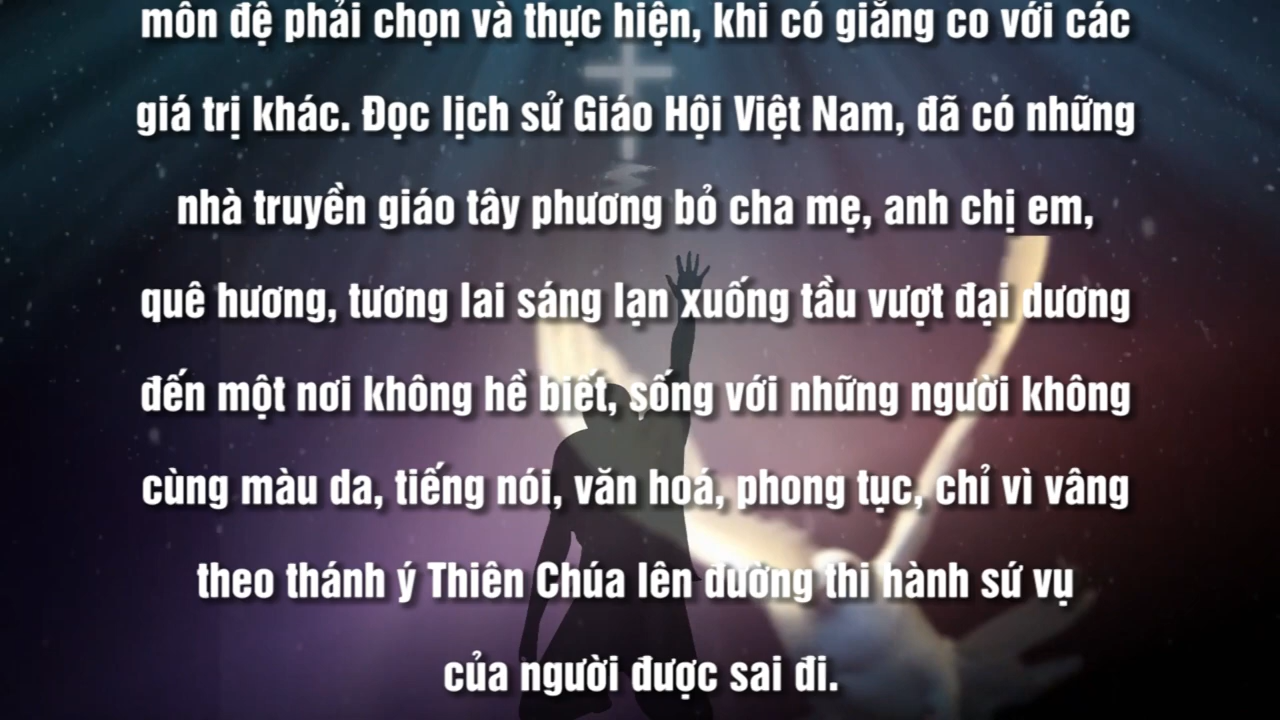 môn đệ phải chọn và thực hiện, khi có giằng co với các
giá trị khác. Đọc lịch sử Giáo Hội Việt Nam, đã có những
nhà truyền giáo tây phương bỏ cha mẹ, anh chị em,
quê hương, tương lai sáng lạn xuống tầu vượt đại dương
đến một nơi không hề biết, sống với những người không
cùng màu da, tiếng nói, văn hoá, phong tục, chỉ vì vâng
theo thánh ý Thiên Chúa lên đường thi hành sứ vụ
của người được sai đi.